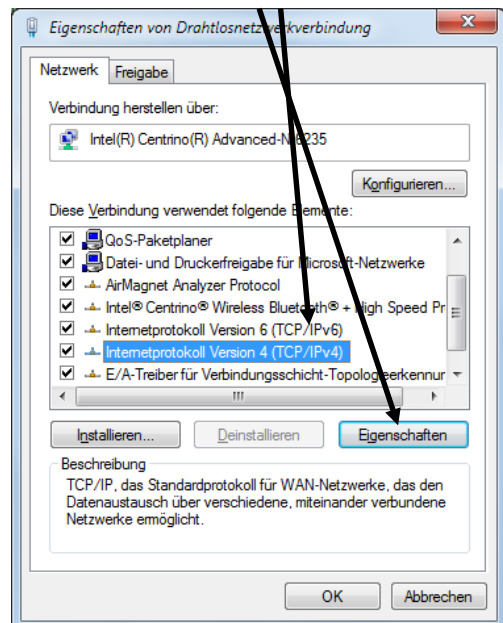 Eigenschaften von Drahtlosnetzwerkverbindung
Netzwerk Freigabe
Verbindung herstellen über:
Intel(R) Centrino(R) Advanced-N 6235
Konfigurieren...
Diese Verbindung verwendet folgende Elemente:
QoS-Paketplaner
Datei- und Druckerfreigabe für Microsoft-Netzwerke
AirMagnet Analyzer Protocol
Intel® Centrino® Wireless Bluetooth® + High Speed Pr
Internetprotokoll Version 6 (TCP/IPv6)
Internetprotokoll Version 4 (TCP/IPv4)
E/A-Treiber für Verbindungsschicht-Topologieerkennur
Installieren... Deinstallieren Eigenschaften
Beschreibung
TCP/IP, das Standardprotokoll für WAN-Netzwerke, das den
Datenaustausch über verschiedene, miteinander verbundene
Netzwerke ermöglicht.
OK Abbrechen